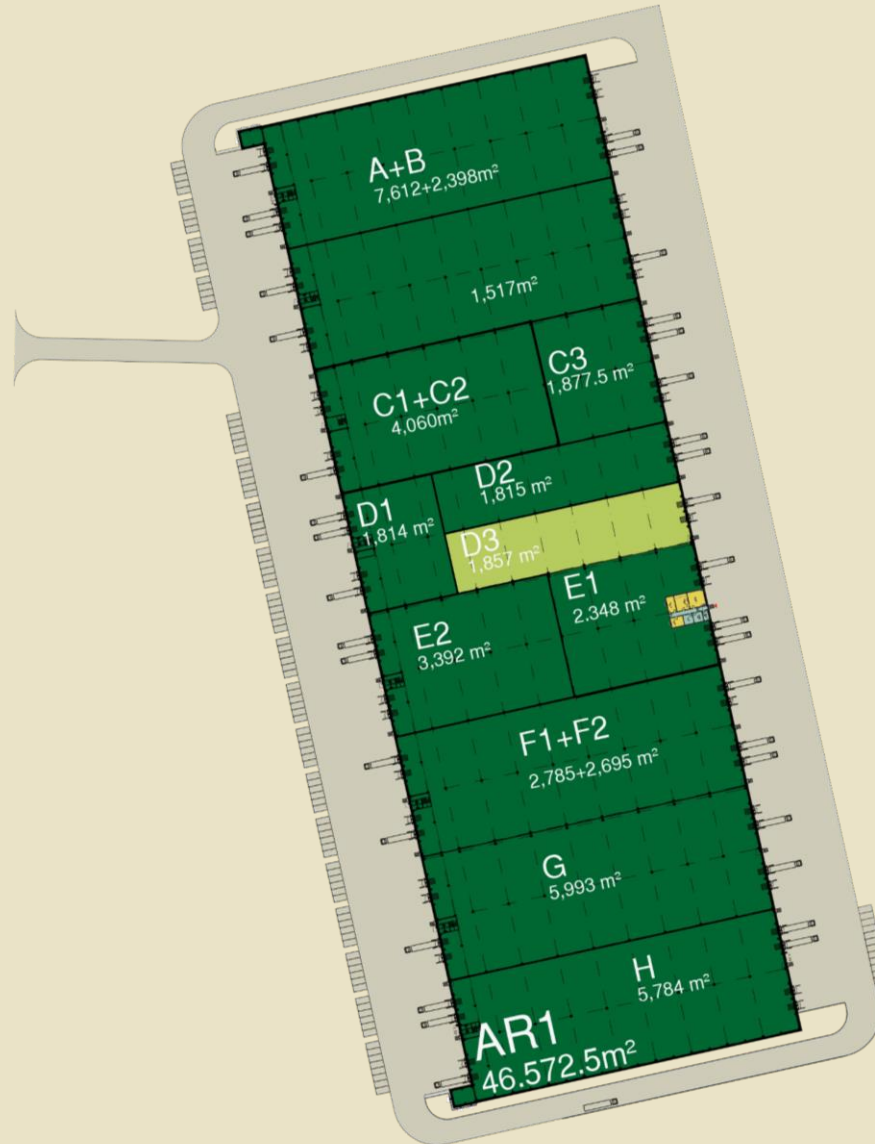 A+B
7,612+2,398m²
1,517m²
C1+C2
4,060m²
C3
1,877.5 m²
D2
1,815 m²
D1
1,814 m²
D3
1,857 m²
E1
2.348 m²
E2
3,392 m²
F1+F2
2,785+2,695 m²
G
5,993 m²
H
5,784 m²
AR1
46.572.5m²